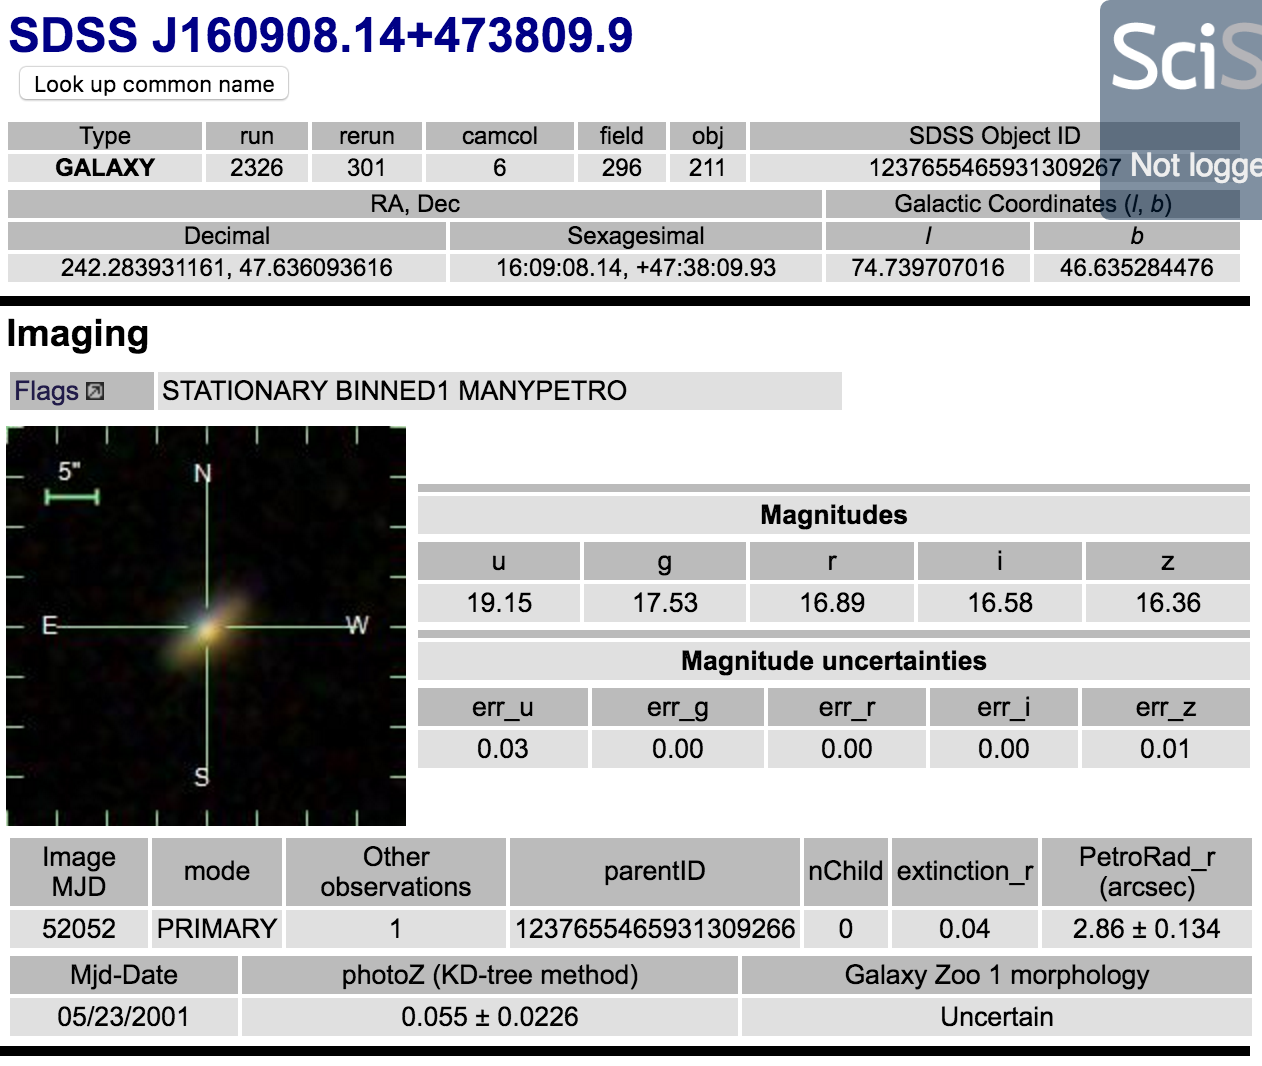 SDSS J160908.14+473809.9
SciS
Look up common name
Type run rerun camcol field obj SDSS Object ID
GALAXY 2326 301 6 296 211 1237655465931309267
Not logge
RA, Dec Galactic Coordinates (l, b)
Decimal Sexagesimal l b
242.283931161, 47.636093616 16:09:08.14, +47:38:09.93 74.739707016 46.635284476
Imaging
Flags STATIONARY BINNED1 MANYPETRO
5"
N
E
W
S
Magnitudes
u g r i z
19.15 17.53 16.89 16.58 16.36
Magnitude uncertainties
err_u err_g err_r err_i err_z
0.03 0.00 0.00 0.00 0.01
Image MJD mode Other observations parentID nChild extinction_r PetroRad_r (arcsec)
52052 PRIMARY 1 1237655465931309266 0 0.04 2.86 ± 0.134
Mjd-Date photoZ (KD-tree method) Galaxy Zoo 1 morphology
05/23/2001 0.055 ± 0.0226 Uncertain